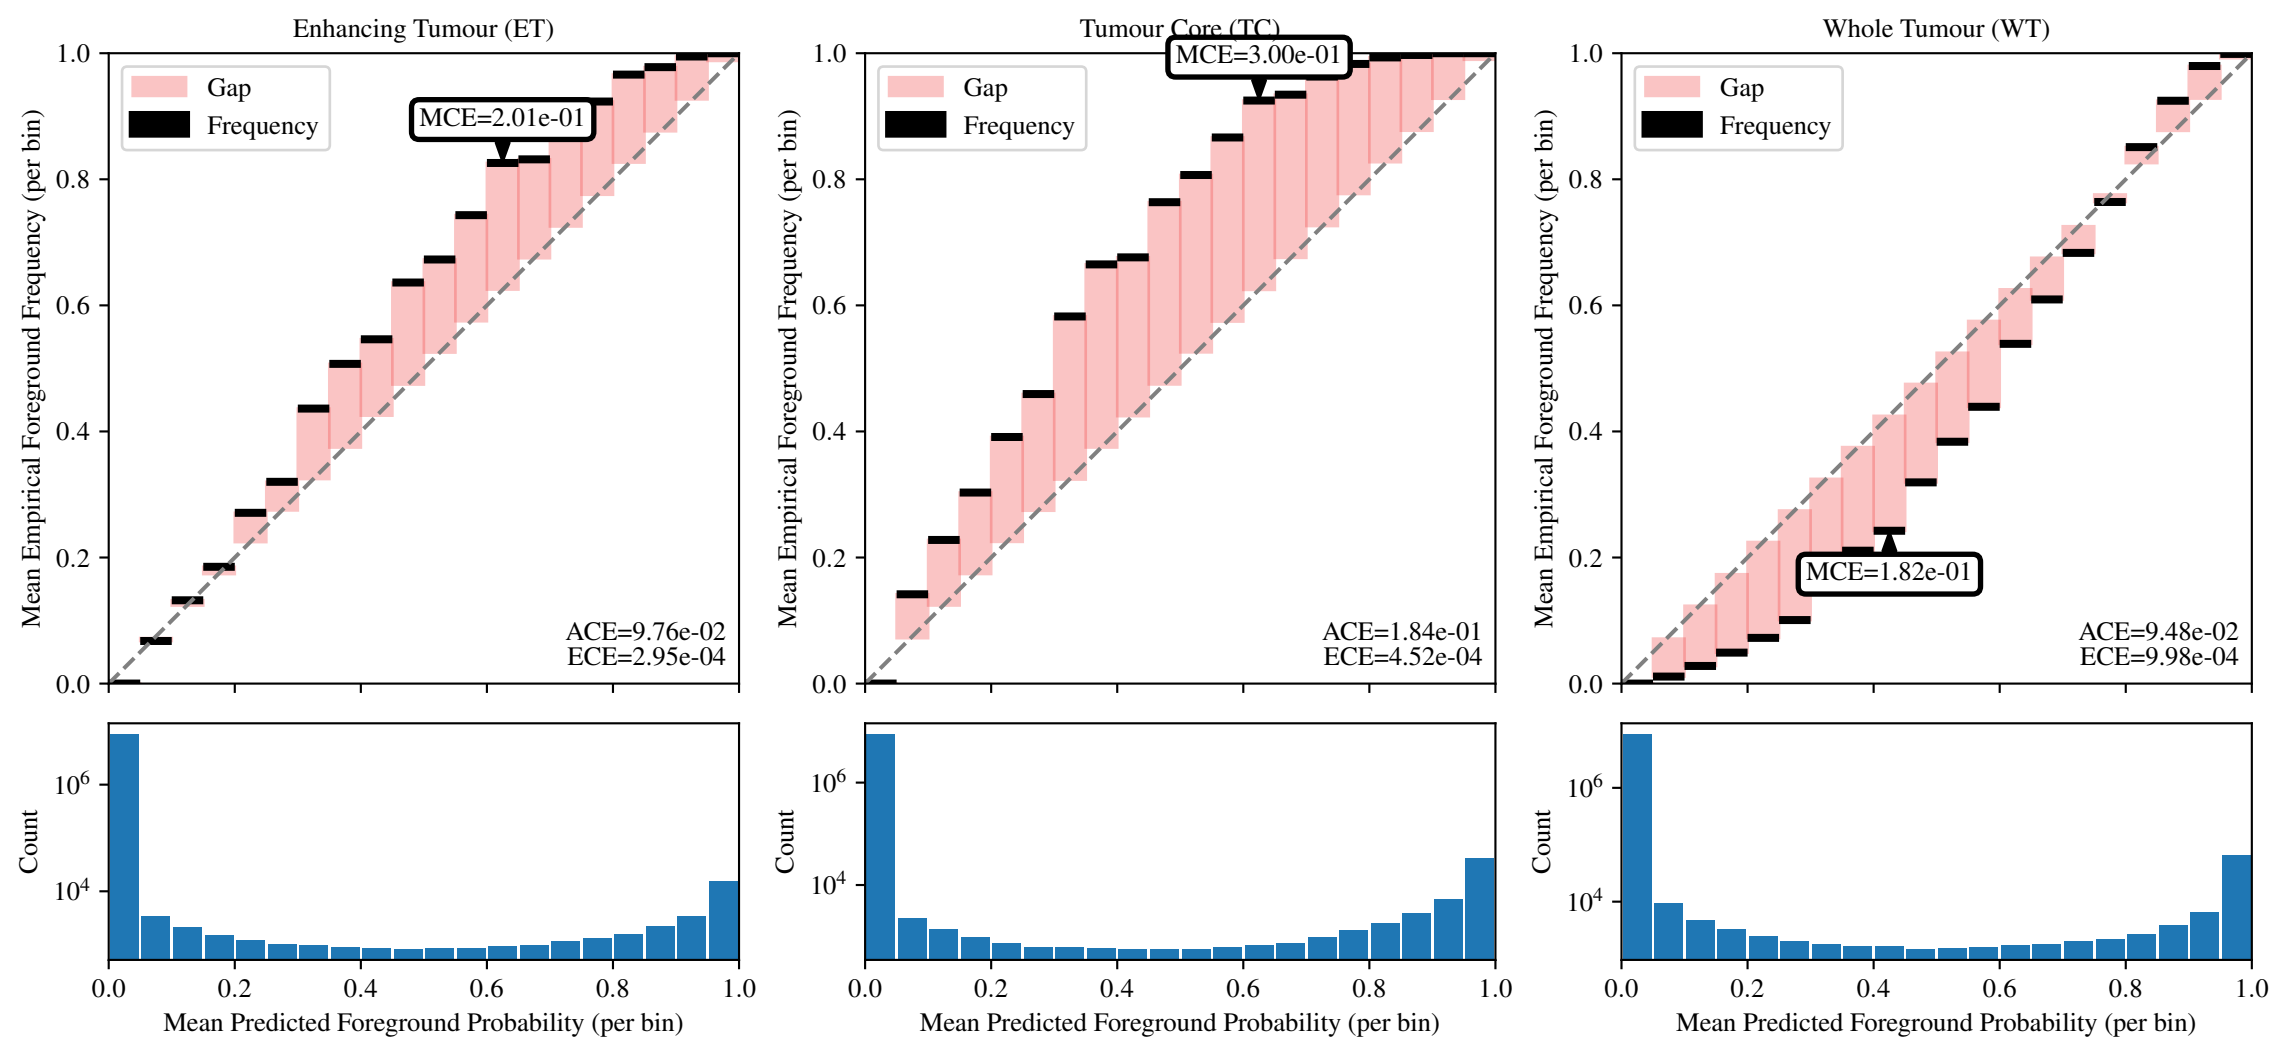 Enhancing Tumour (ET)
Mean Empirical Foreground Frequency (per bin)
1.0
0.8
0.6
0.4
0.2
0.0
Gap
Frequency
MCE=2.01e-01
ACE=9.76e-02
ECE=2.95e-04
Count
10^6
10^4
0.0 0.2 0.4 0.6 0.8 1.0
Mean Predicted Foreground Probability (per bin)
Tumour Core (TC)
Mean Empirical Foreground Frequency (per bin)
1.0
0.8
0.6
0.4
0.2
0.0
Gap
Frequency
MCE=3.00e-01
ACE=1.84e-01
ECE=4.52e-04
Count
10^6
10^4
0.0 0.2 0.4 0.6 0.8 1.0
Mean Predicted Foreground Probability (per bin)
Whole Tumour (WT)
Mean Empirical Foreground Frequency (per bin)
1.0
0.8
0.6
0.4
0.2
0.0
Gap
Frequency
MCE=1.82e-01
ACE=9.48e-02
ECE=9.98e-04
Count
10^6
10^4
0.0 0.2 0.4 0.6 0.8 1.0
Mean Predicted Foreground Probability (per bin)